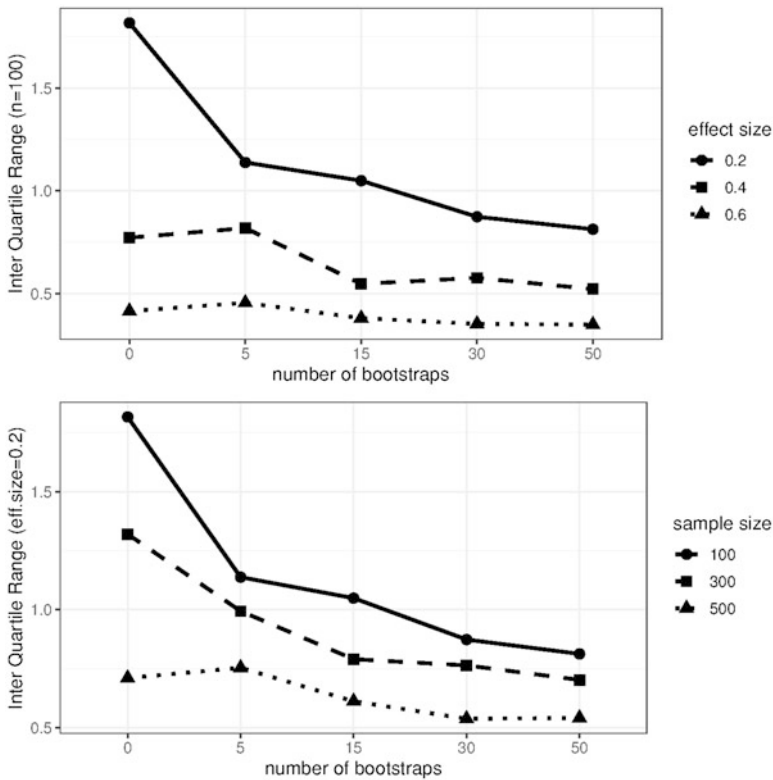 Inter Quartile Range (n=100)
1.5
1.0
0.5
0 5 15 30 50
number of bootstraps
effect size
0.2
0.4
0.6
Inter Quartile Range (eff.size=0.2)
1.5
1.0
0.5
0 5 15 30 50
number of bootstraps
sample size
100
300
500